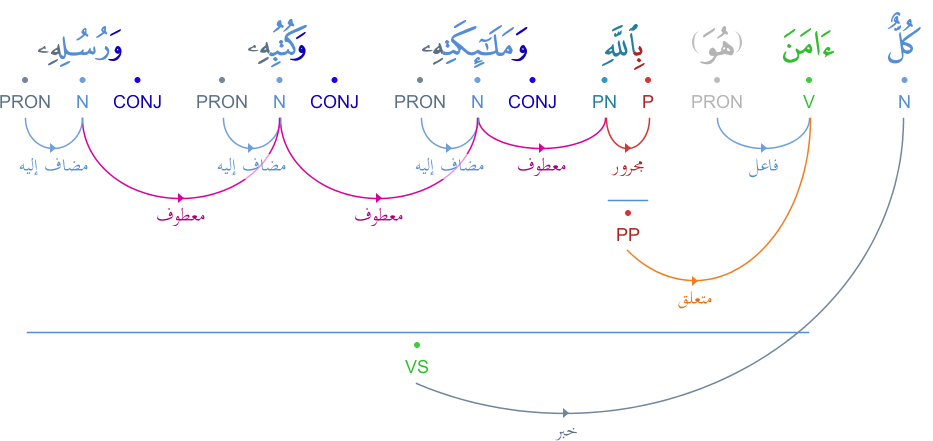 كُلٌّ ءَامَنَ (هُوَ) بِٱللَّهِ وَمَلَـٰٓئِكَتِهِۦ وَكُتُبِهِۦ وَرُسُلِهِۦ
N V PRON P PN CONJ N PRON CONJ N PRON CONJ N PRON
فاعل مجرور معطوف مضاف إليه مضاف إليه مضاف إليه
معطوف معطوف
PP
متعلق
VS
خبر